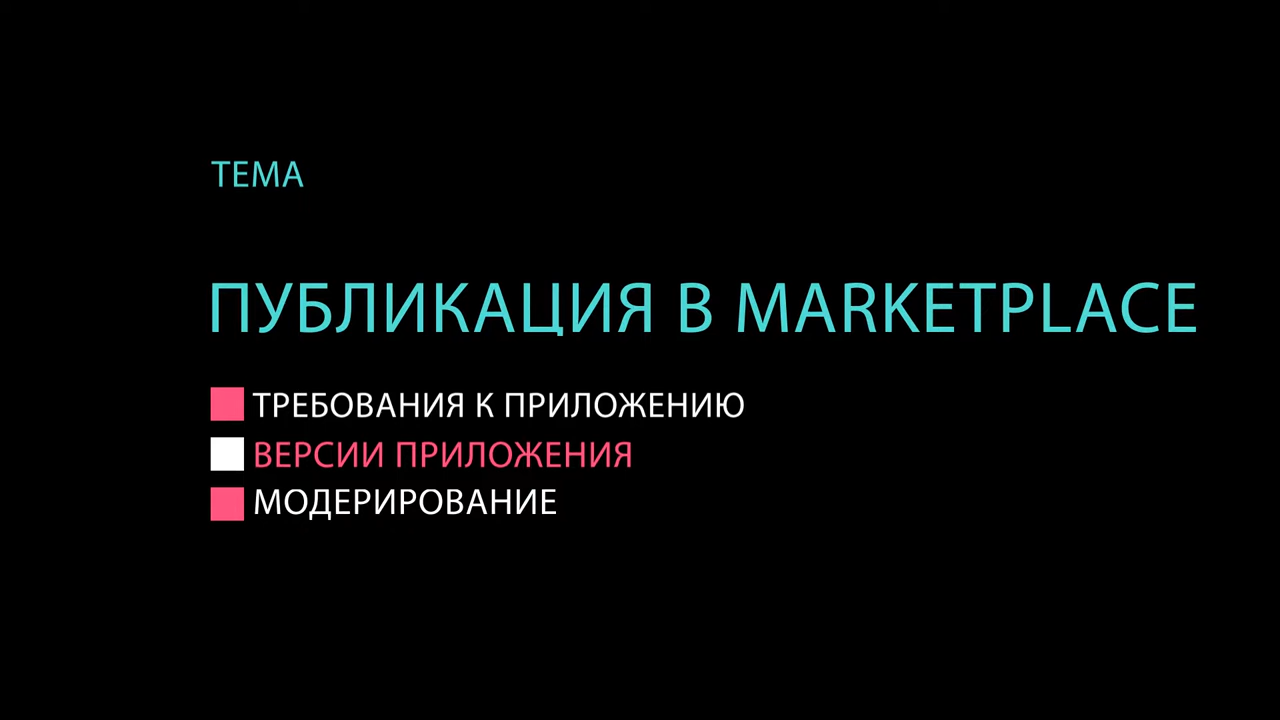 ТЕМА
ПУБЛИКАЦИЯ В MARKETPLACE
ТРЕБОВАНИЯ К ПРИЛОЖЕНИЮ
ВЕРСИИ ПРИЛОЖЕНИЯ
МОДЕРИРОВАНИЕ